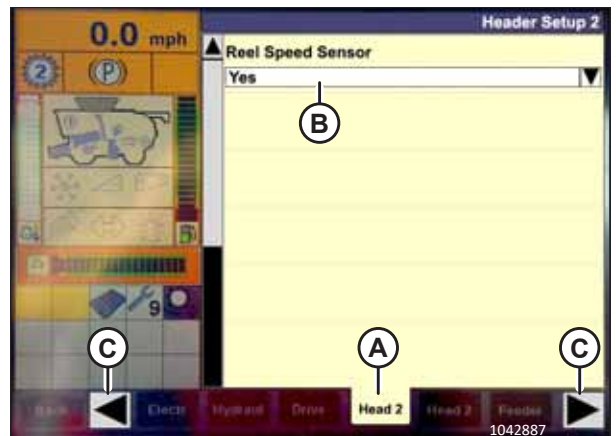 0.0 mph
Header Setup 2
Reel Speed Sensor
Yes
2
(P)
B
9
C
A
C
Back
Electr
Hydraul
Drive
Head 2
Head 2
Feeder
1042887